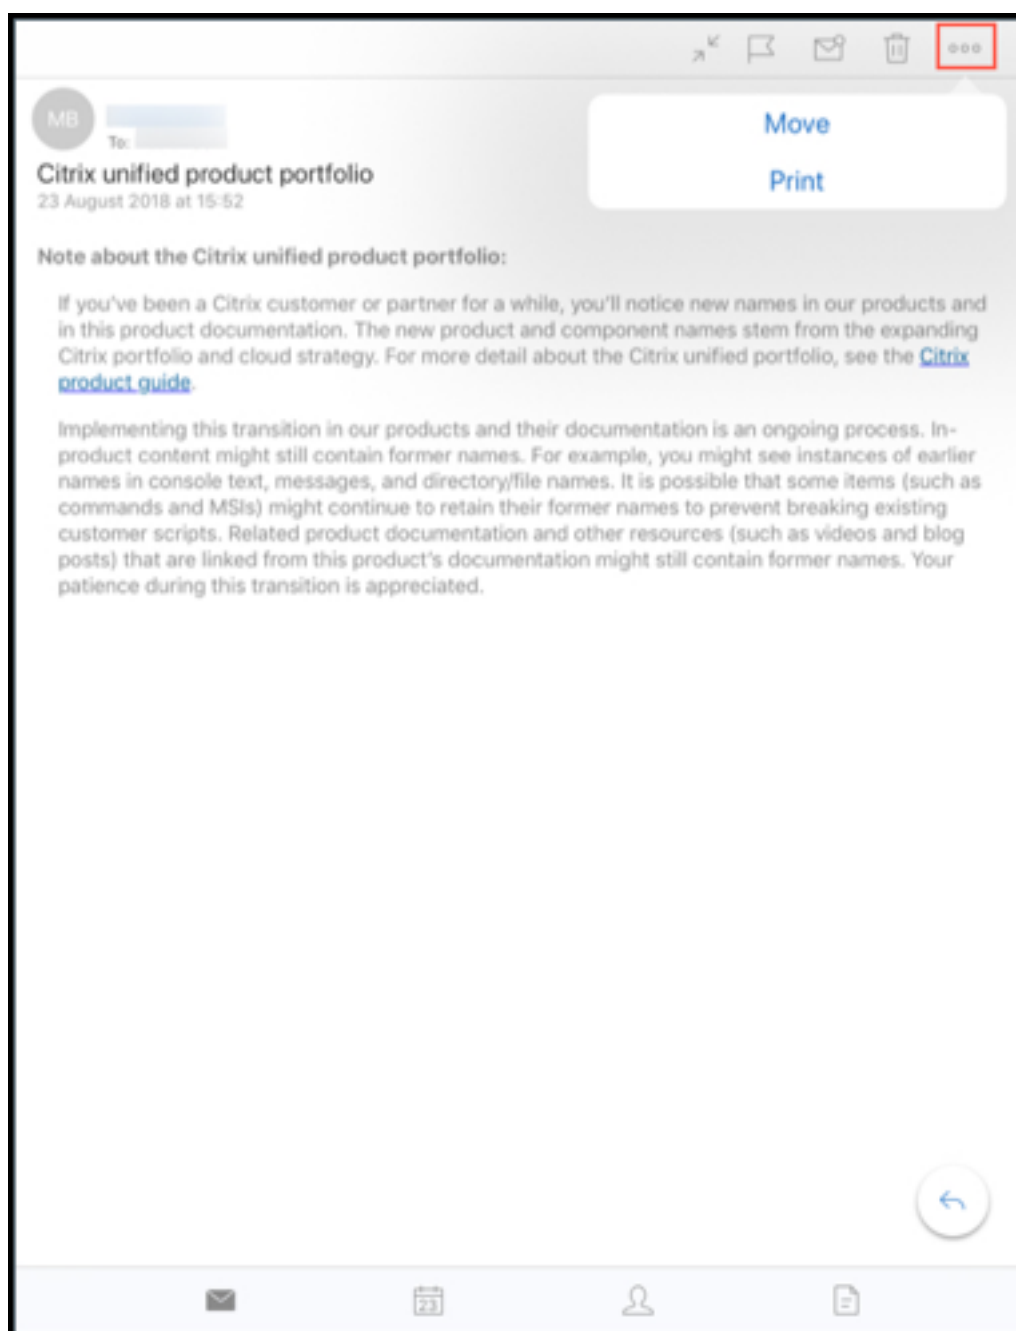 MB
To:
Move
Print
Citrix unified product portfolio
23 August 2018 at 15:52
Note about the Citrix unified product portfolio:
If you've been a Citrix customer or partner for a while, you'll notice new names in our products and
in this product documentation. The new product and component names stem from the expanding
Citrix portfolio and cloud strategy. For more detail about the Citrix unified portfolio, see the Citrix
product guide.
Implementing this transition in our products and their documentation is an ongoing process. In-
product content might still contain former names. For example, you might see instances of earlier
names in console text, messages, and directory/file names. It is possible that some items (such as
commands and MSIs) might continue to retain their former names to prevent breaking existing
customer scripts. Related product documentation and other resources (such as videos and blog
posts) that are linked from this product's documentation might still contain former names. Your
patience during this transition is appreciated.
23